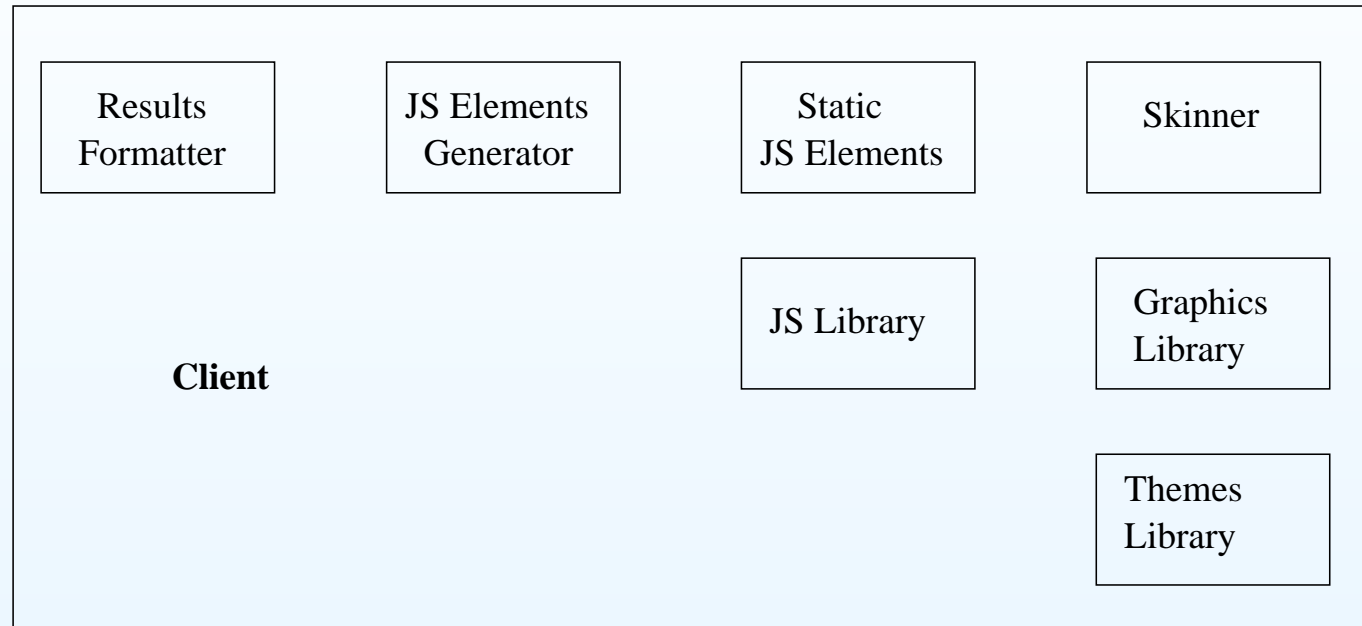 Results
Formatter
JS Elements
Generator
Static
JS Elements
Skinner
JS Library
Graphics
Library
Client
Themes
Library